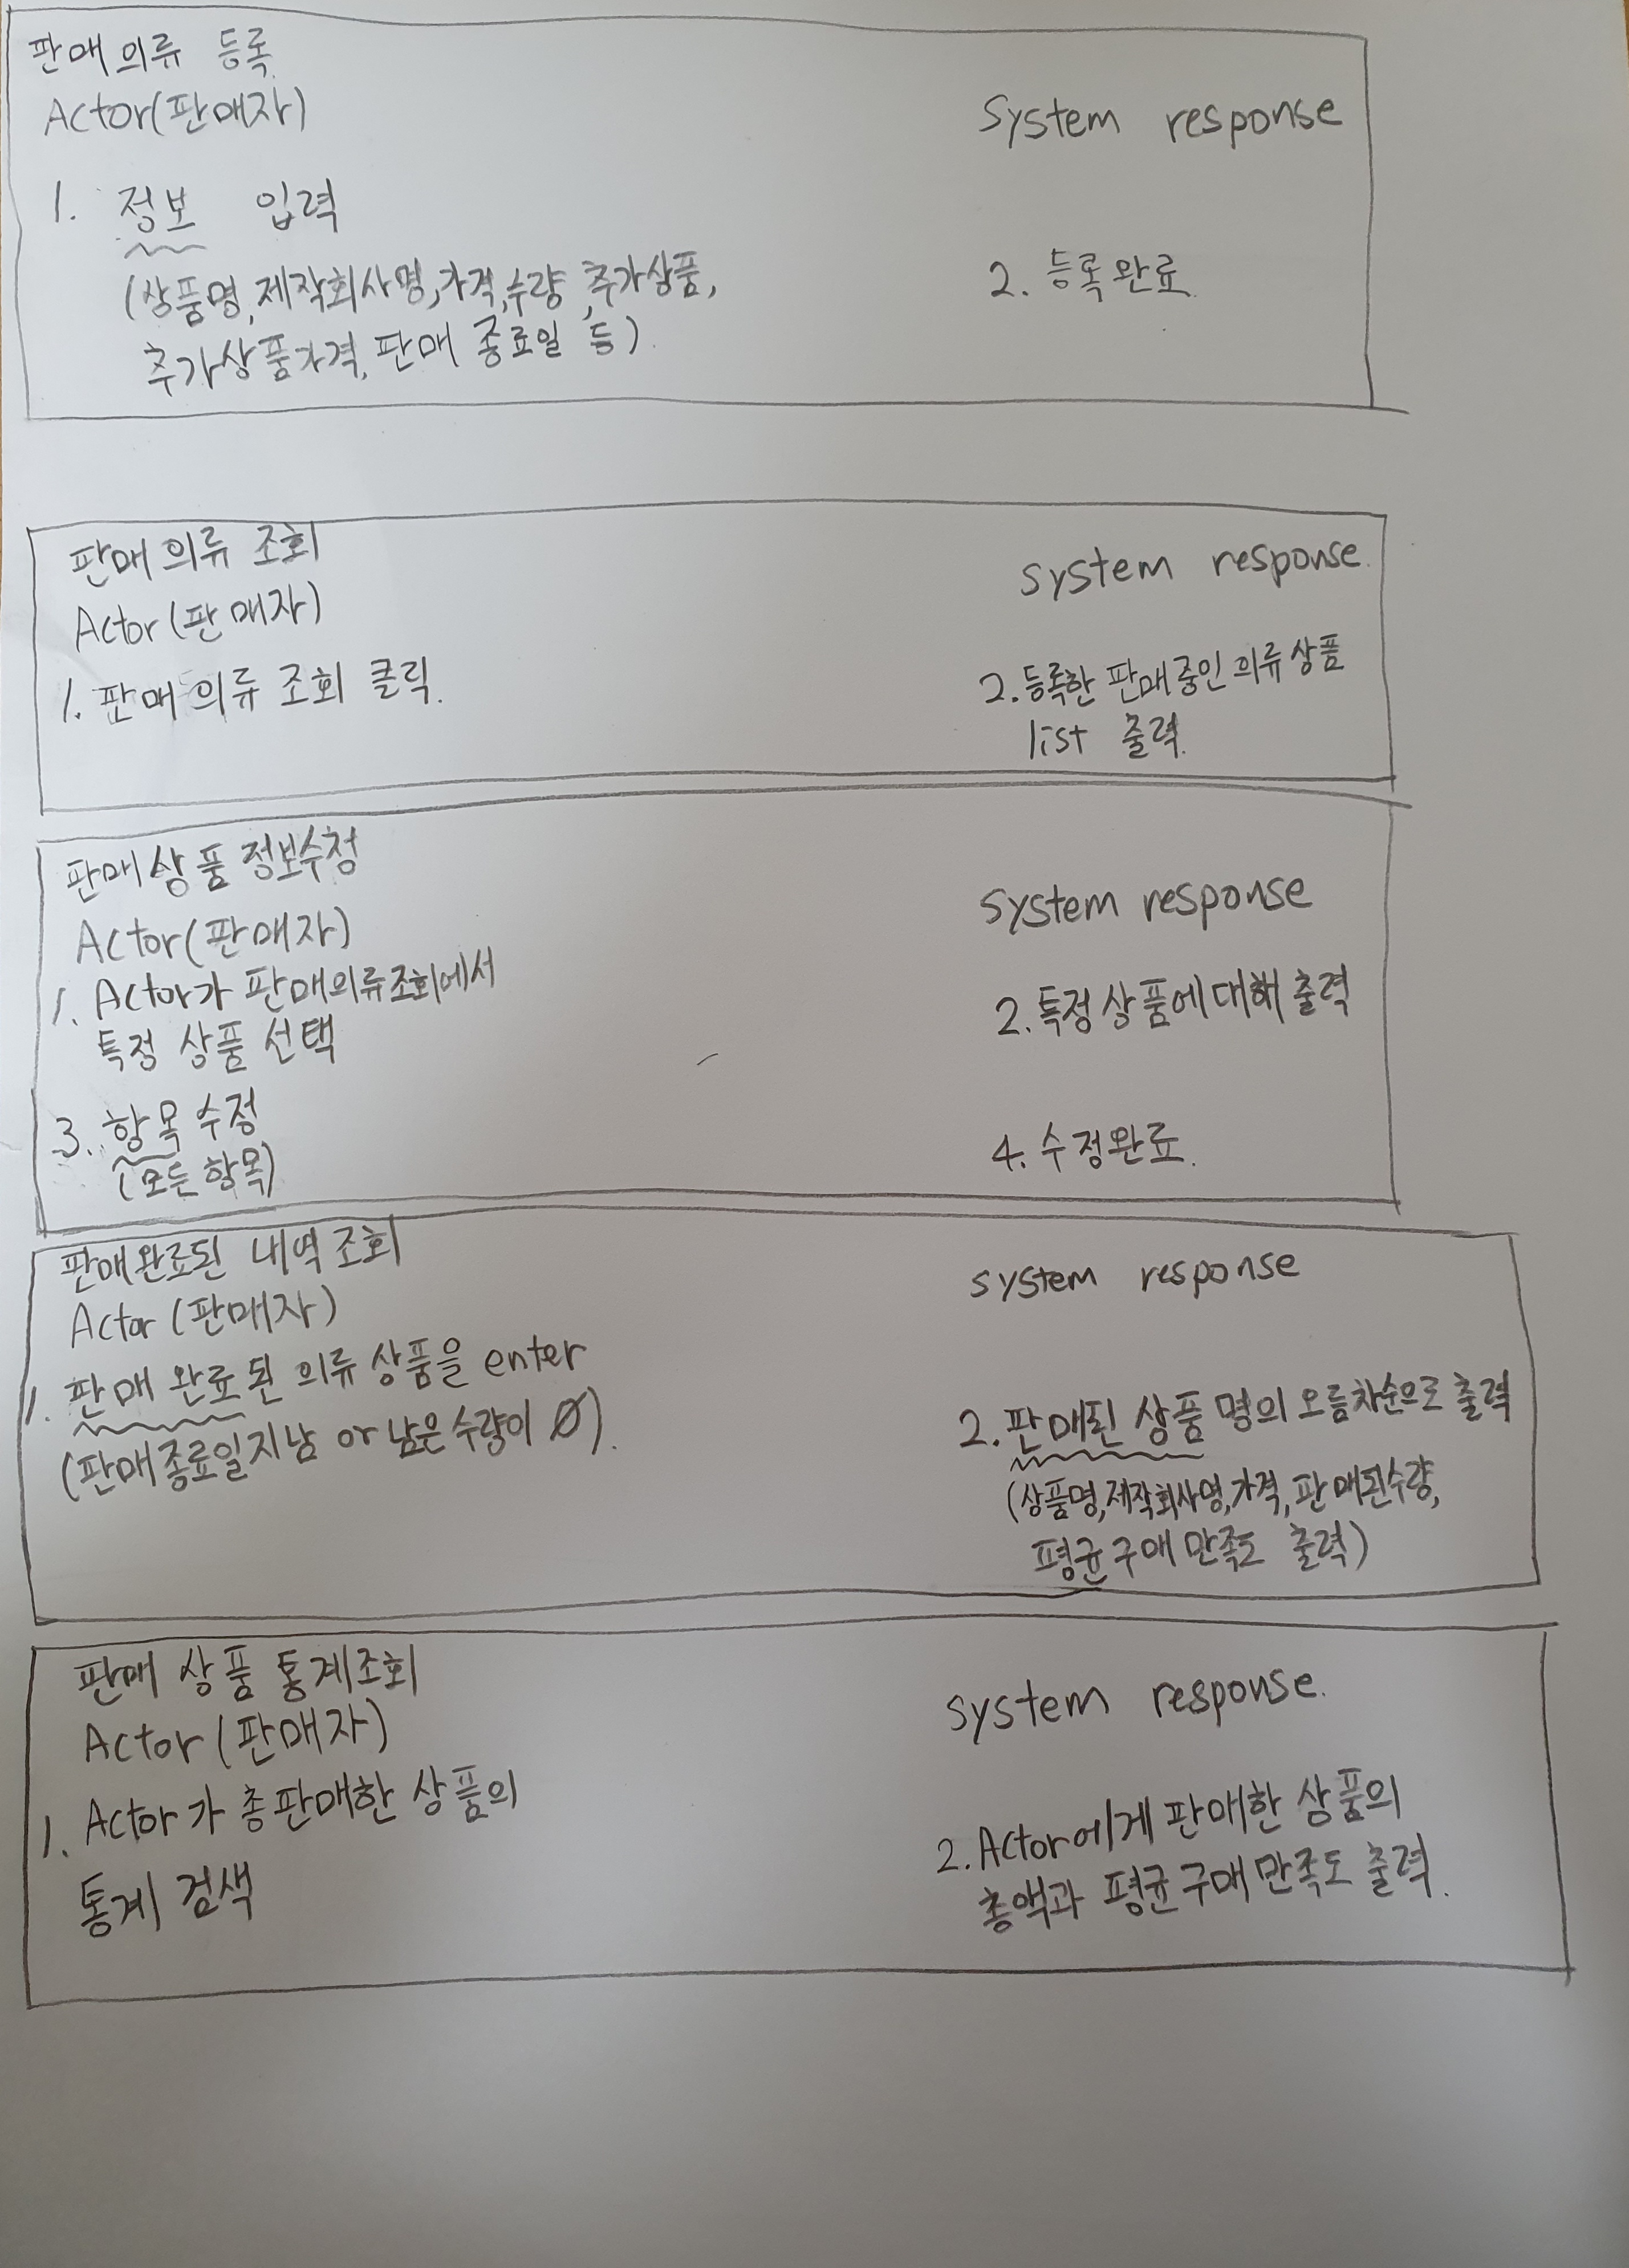 판매의류 등록
Actor(판매자)
System response
1. 정보 입력
(상품명, 제작회사명, 가격, 수량, 추가상품,
추가상품가격, 판매 종료일 등).
2. 등록완료.
판매의류 조회
Actor(판매자)
system response.
1. 판매의류 조회 클릭.
2. 등록한 판매중인 의류상품
list 출력.
판매상품 정보수정
Actor(판매자)
system response
1. Actor가 판매의류조회에서
특정 상품 선택
2. 특정상품에대해 출력
3. 항목 수정
(모든 항목)
4. 수정완료.
판매완료된 내역 조회
Actor(판매자)
system response
1. 판매 완료된 의류 상품을 enter
(판매종료일지남 or 남은수량이 0).
2. 판매된 상품 명의 오름차순으로 출력
(상품명, 제작회사명, 가격, 판매된수량,
평균구매만족도 출력)
판매 상품 통계조회
Actor(판매자)
system response.
1. Actor가 총판매한 상품의
통계 검색
2. Actor에게 판매한 상품의
총액과 평균구매만족도 출력.